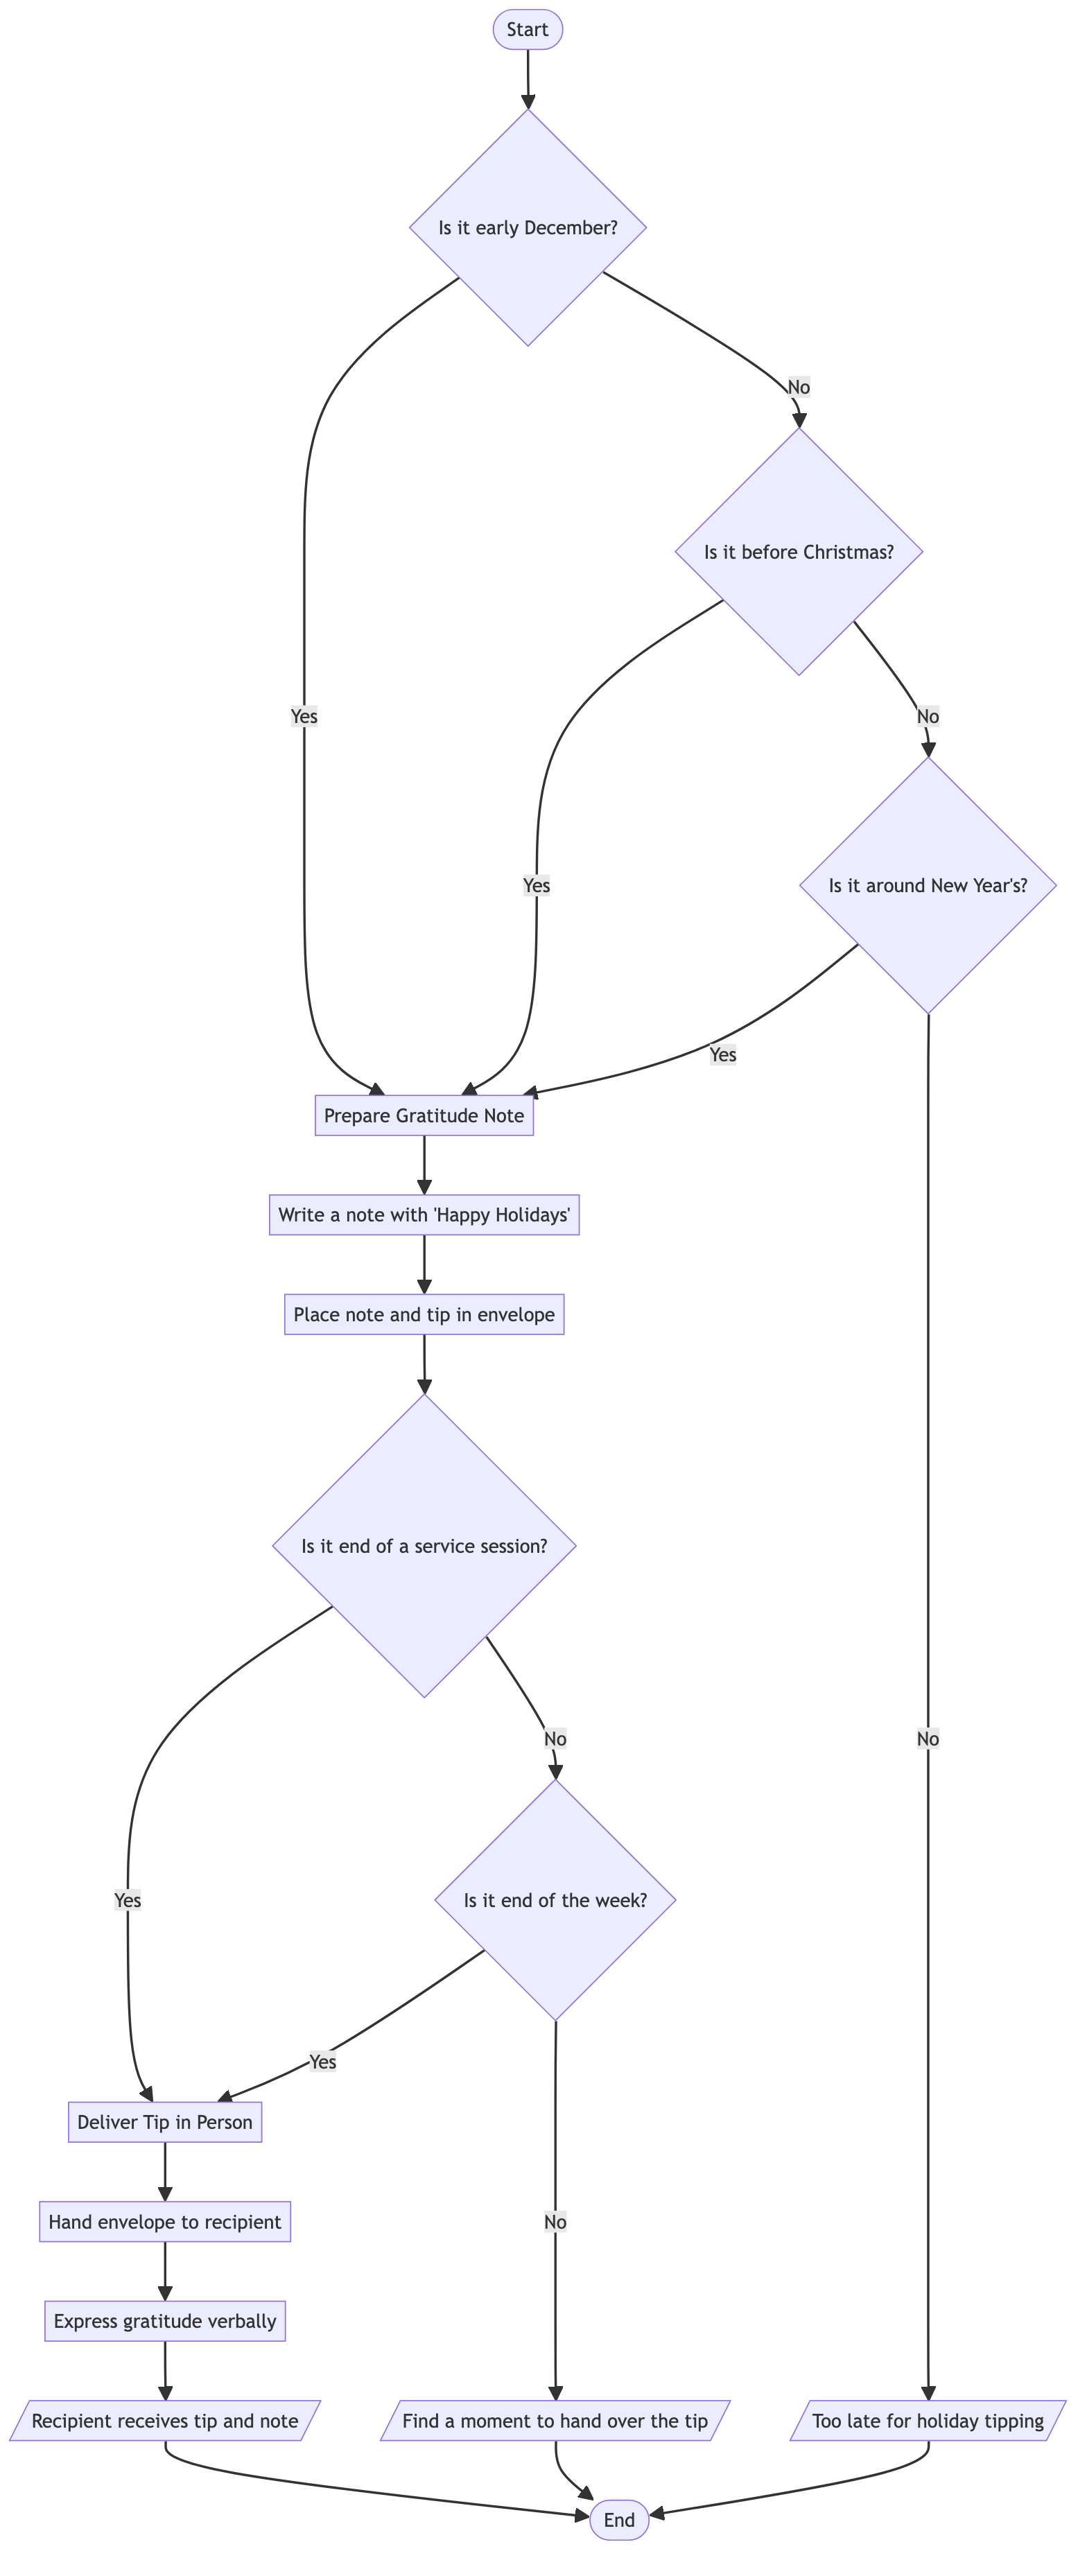 Start
Is it early December?
No
Is it before Christmas?
Yes
No
Yes
Is it around New Year's?
Yes
Prepare Gratitude Note
Write a note with 'Happy Holidays'
Place note and tip in envelope
Is it end of a service session?
No
No
Yes
Is it end of the week?
Yes
Deliver Tip in Person
Hand envelope to recipient
No
Express gratitude verbally
Recipient receives tip and note
Find a moment to hand over the tip
Too late for holiday tipping
End